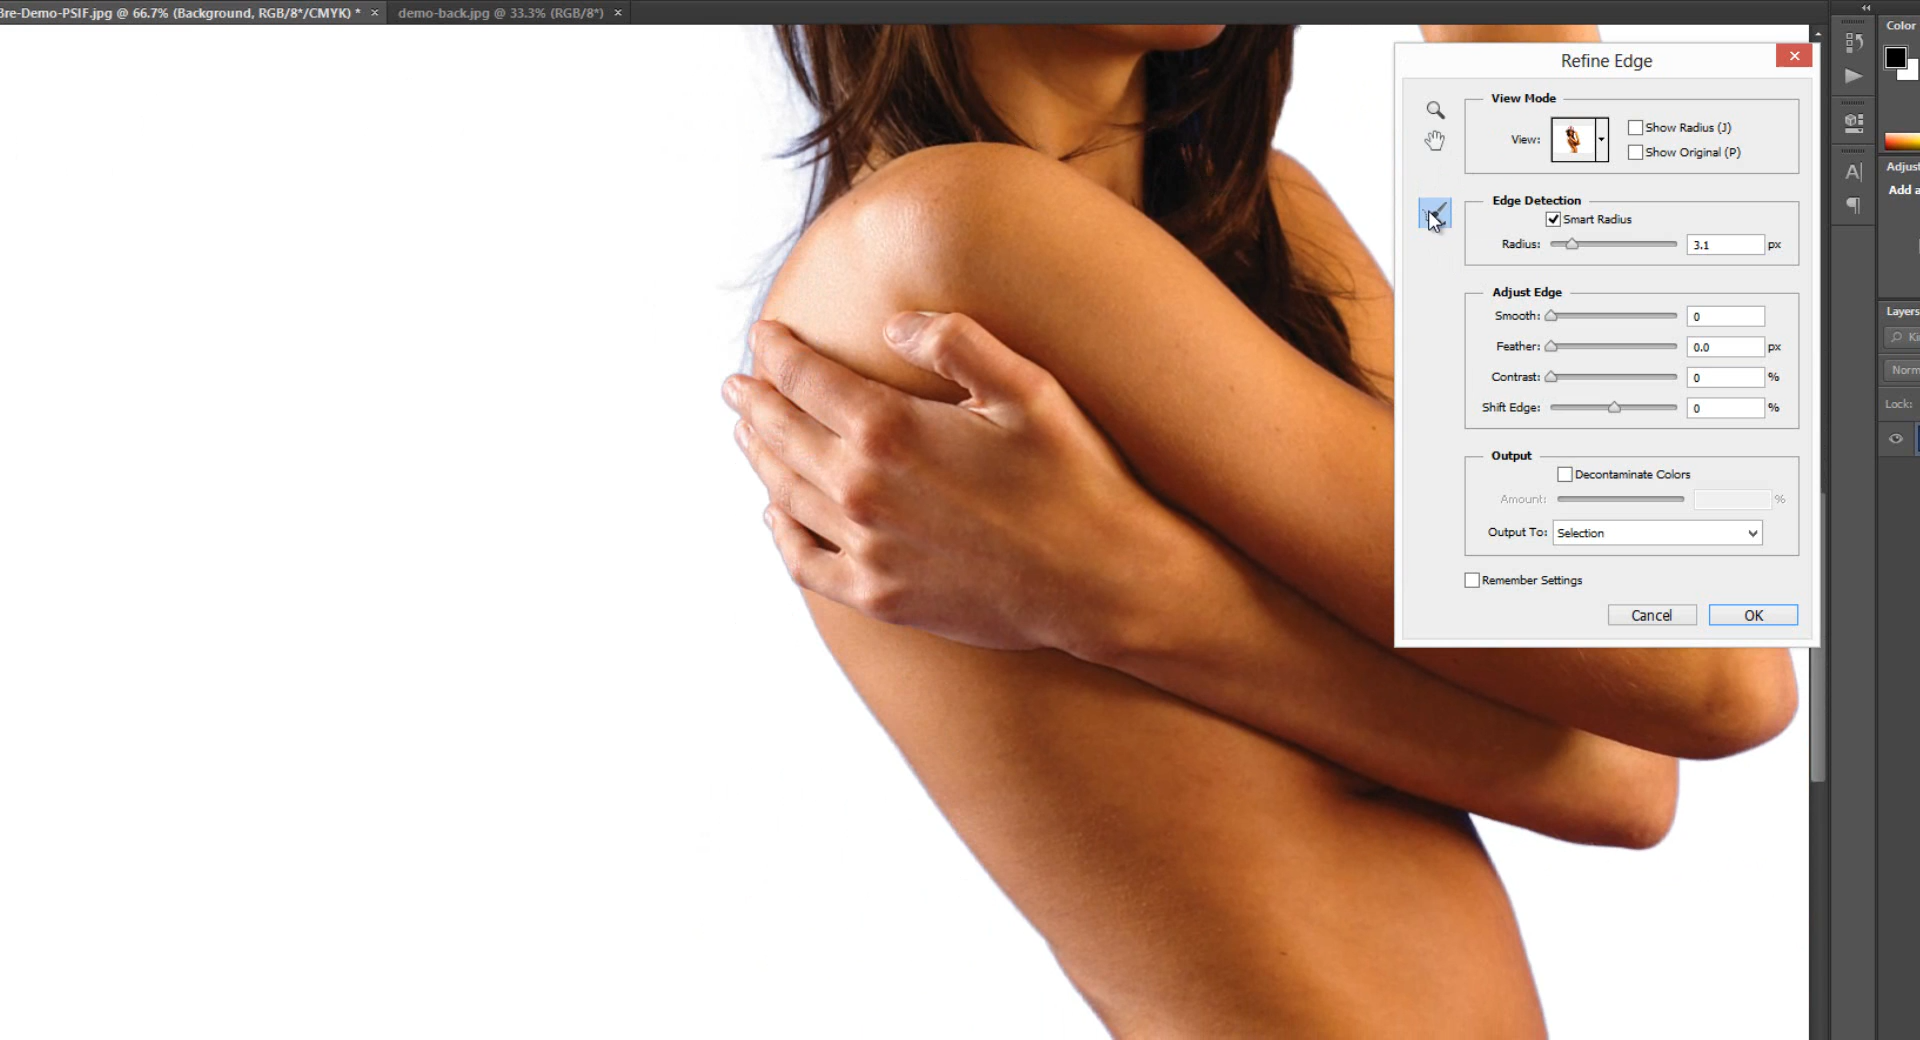 Bre-Demo-PSIF.jpg @ 66.7% (Background, RGB/8*/CMYK) * ×
demo-back.jpg @ 33.3% (RGB/8*) ×
Color
Refine Edge
View Mode
View:
Show Radius (J)
Show Original (P)
Adjust
Add a
Edge Detection
Smart Radius
Radius: 3.1 px
Adjust Edge
Smooth: 0
Feather: 0.0 px
Contrast: 0 %
Shift Edge: 0 %
Layers
Ki
Norm
Lock:
Output
Decontaminate Colors
Amount: %
Output To: Selection
Remember Settings
Cancel OK